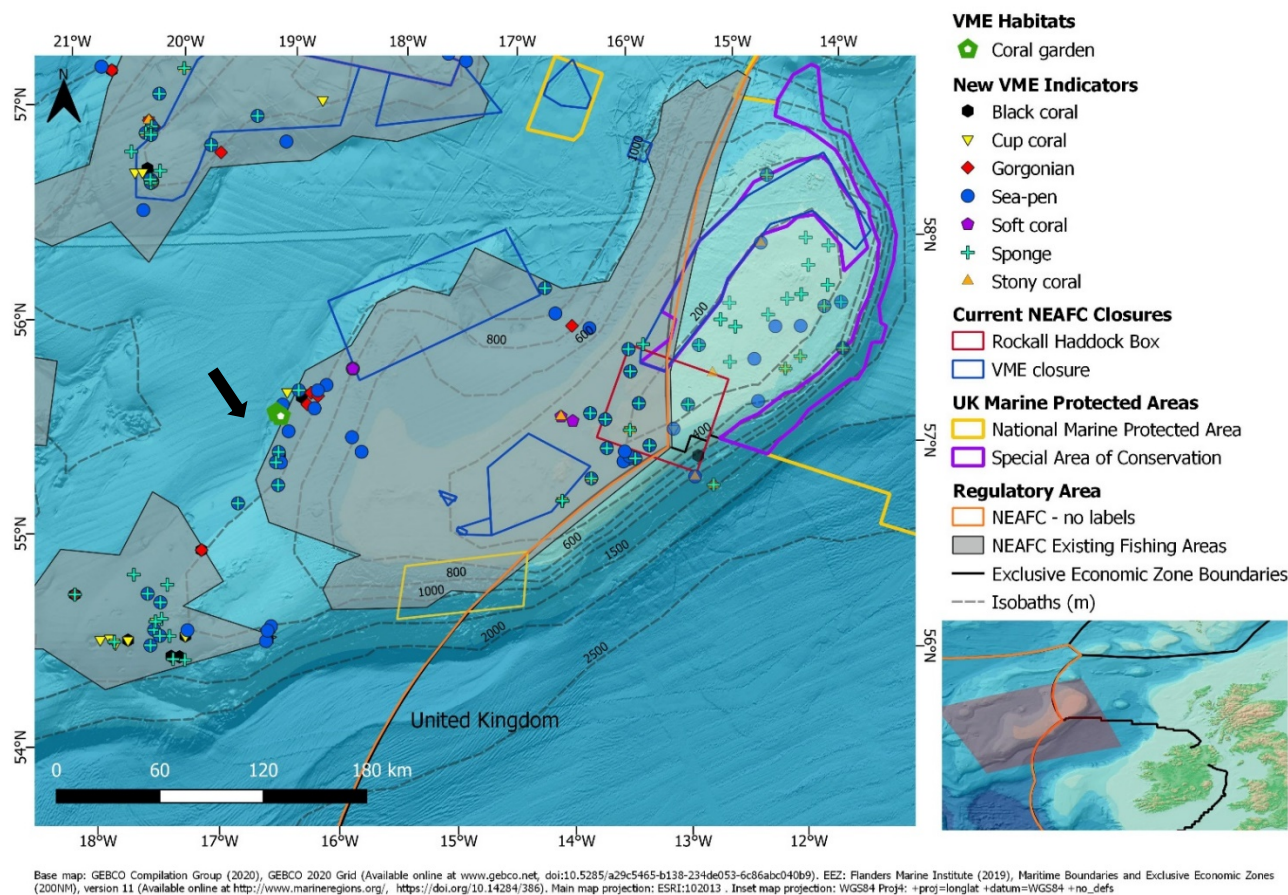 21°W 20°W 19°W 18°W 17°W 16°W 15°W 14°W
N
57°N
56°N
55°N
54°N
58°N
57°N
56°N
1000
800
600
200
400
800
1000
600
1500
2000
2500
United Kingdom
0 60 120 180 km
18°W 17°W 16°W 15°W 14°W 13°W 12°W
VME Habitats
Coral garden
New VME Indicators
Black coral
Cup coral
Gorgonian
Sea-pen
Soft coral
Sponge
Stony coral
Current NEAFC Closures
Rockall Haddock Box
VME closure
UK Marine Protected Areas
National Marine Protected Area
Special Area of Conservation
Regulatory Area
NEAFC - no labels
NEAFC Existing Fishing Areas
Exclusive Economic Zone Boundaries
Isobaths (m)
Base map: GEBCO Compilation Group (2020), GEBCO 2020 Grid (Available online at www.gebco.net, doi:10.5285/a29c5465-b138-234de053-6c86abc040b9). EEZ: Flanders Marine Institute (2019), Maritime Boundaries and Exclusive Economic Zones
(200NM), version 11 (Available online at http://www.marineregions.org/, https://doi.org/10.14284/386). Main map projection: ESRI:102013 . Inset map projection: WGS84 Proj4: +proj=longlat +datum=WGS84 +no_defs